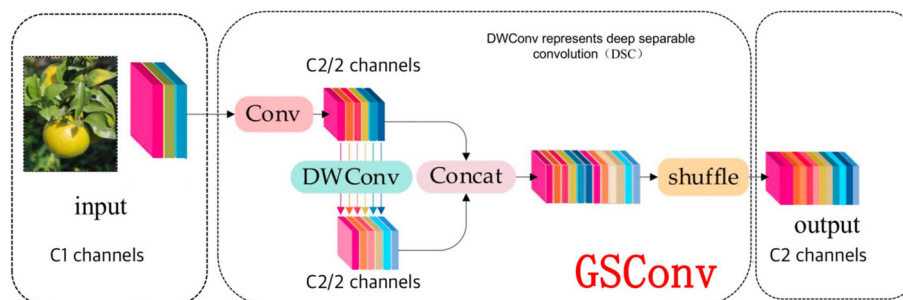 input
C1 channels
Conv
C2/2 channels
DWConv
C2/2 channels
Concat
DWConv represents deep separable
convolution（DSC）
shuffle
GSConv
output
C2 channels